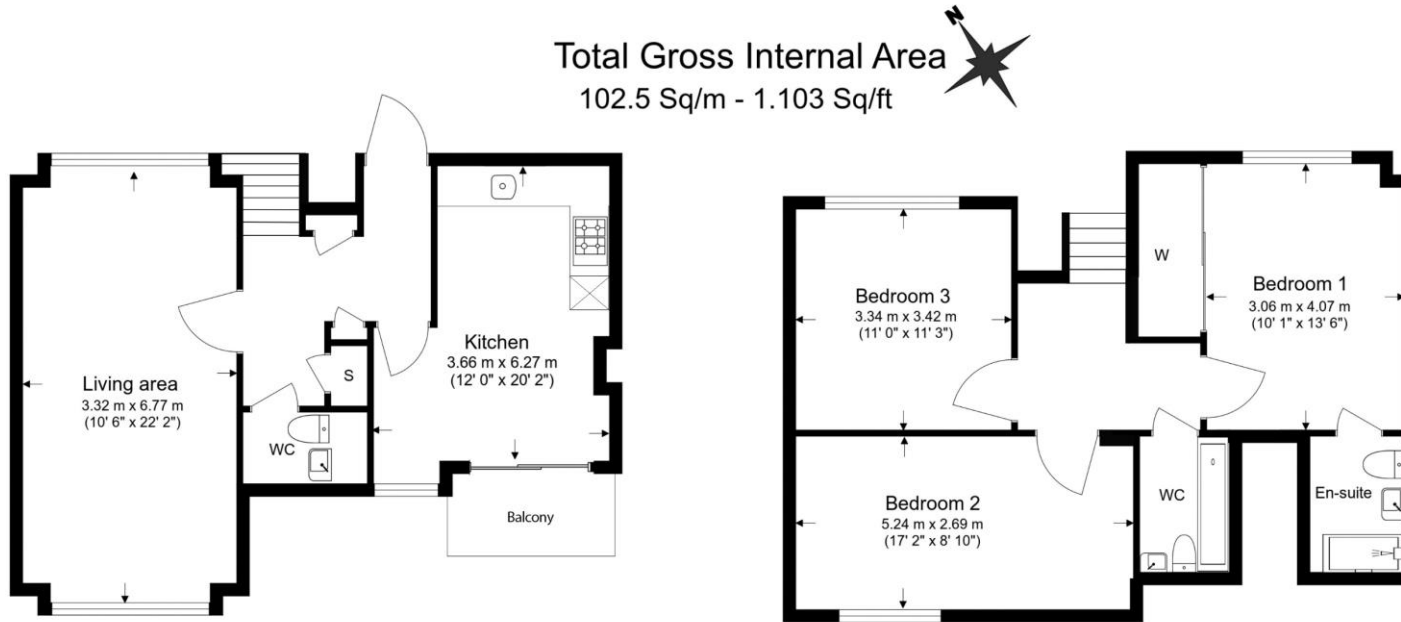 N
Total Gross Internal Area
102.5 Sq/m - 1.103 Sq/ft
Living area
3.32 m x 6.77 m
(10' 6" x 22' 2")
WC
S
Kitchen
3.66 m x 6.27 m
(12' 0" x 20' 2")
Balcony
Bedroom 3
3.34 m x 3.42 m
(11' 0" x 11' 3")
W
Bedroom 1
3.06 m x 4.07 m
(10' 1" x 13' 6")
Bedroom 2
5.24 m x 2.69 m
(17' 2" x 8' 10")
WC
En-suite